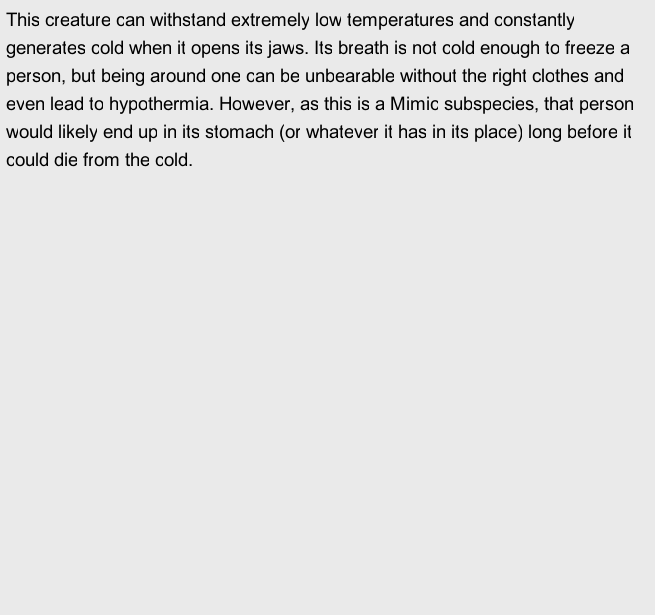 This creature can withstand extremely low temperatures and constantly
generates cold when it opens its jaws. Its breath is not cold enough to freeze a
person, but being around one can be unbearable without the right clothes and
even lead to hypothermia. However, as this is a Mimic subspecies, that person
would likely end up in its stomach (or whatever it has in its place) long before it
could die from the cold.